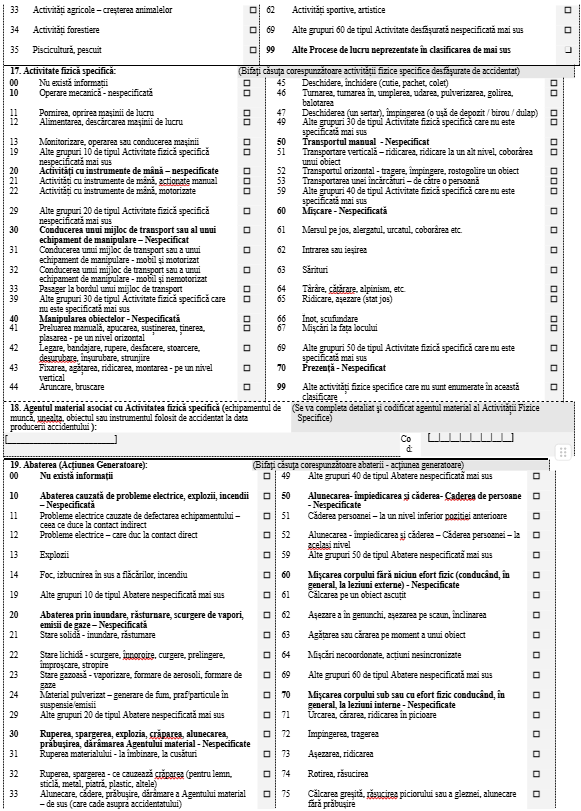 33 Activități agricole – creșterea animalelor ☐ 62 Activități sportive, artistice ☐
34 Activități forestiere ☐ 69 Alte grupuri 60 de tipul Activitate desfășurată nespecificată mai sus ☐
35 Piscicultură, pescuit ☐ 99 Alte Procese de lucru neprezentate în clasificarea de mai sus ☐
17. Activitate fizică specifică: (Bifați căsuța corespunzătoare activității fizice specifice desfășurate de accidentat)
00 Nu există informații ☐ 45 Deschidere, închidere (cutie, pachet, colet) ☐
10 Operare mecanică - nespecificată ☐ 46 Turnarea, turnarea în, umplerea, udarea, pulverizarea, golirea,
balotarea ☐
11 Pornirea, oprirea mașinii de lucru ☐ 47 Deschiderea (un sertar), împingerea (o ușă de depozit / birou / dulap) ☐
12 Alimentarea, descărcarea mașinii de lucru ☐ 49 Alte grupuri 30 de tipul Activitate fizică specifică care nu este
specificată mai sus ☐
13 Monitorizare, operarea sau conducerea mașinii ☐ 50 Transportul manual - Nespecificat ☐
19 Alte grupuri 10 de tipul Activitate fizică specifică
nespecificată mai sus ☐ 51 Transportare verticală – ridicarea, ridicare la un alt nivel, coborârea
unui obiect ☐
20 Activități cu instrumente de mână – nespecificate ☐ 52 Transportul orizontal - tragere, împingere, rostogolire un obiect ☐
21 Activități cu instrumente de mână, acționate manual ☐ 53 Transportarea unei încărcături – de către o persoană ☐
22 Activități cu instrumente de mână, motorizate ☐ 59 Alte grupuri 40 de tipul Activitate fizică specifică care nu este
specificată mai sus ☐
29 Alte grupuri 20 de tipul Activitate fizică specifică
nespecificată mai sus ☐ 60 Mișcare - Nespecificată ☐
30 Conducerea unui mijloc de transport sau al unui
echipament de manipulare – Nespecificat ☐ 61 Mersul pe jos, alergatul, urcatul, coborârea etc. ☐
31 Conducerea unui mijloc de transport sau a unui
echipament de manipulare - mobil și motorizat ☐ 62 Intrarea sau ieșirea ☐
32 Conducerea unui mijloc de transport sau a unui
echipament de manipulare - mobil și nemotorizat ☐ 63 Sărituri ☐
33 Pasager la bordul unui mijloc de transport ☐ 64 Târâre, cățărare, alpinism, etc. ☐
39 Alte grupuri 30 de tipul Activitate fizică specifică care
nu este specificată mai sus ☐ 65 Ridicare, așezare (stat jos) ☐
40 Manipularea obiectelor - Nespecificată ☐ 66 Inot, scufundare ☐
41 Preluarea manuală, apucarea, susținerea, ținerea,
plasarea - pe un nivel orizontal ☐ 67 Mișcări la fața locului ☐
42 Legare, bandajare, rupere, desfacere, stoarcere,
deșurubare, înșurubare, strunjire ☐ 69 Alte grupuri 50 de tipul Activitate fizică specifică care nu este
specificată mai sus ☐
43 Fixarea, agățarea, ridicarea, montarea - pe un nivel
vertical ☐ 70 Prezență - Nespecificat ☐
44 Aruncare, bruscare ☐ 99 Alte activități fizice specifice care nu sunt enumerate în această
clasificare ☐
18. Agentul material asociat cu Activitatea fizică specifică (echipamentul de
muncă, unealta, obiectul sau instrumentul folosit de accidentat la data
producerii accidentului ):
(Se va completa detaliat și codificat agentul material al Activității Fizice
Specifice)
[____________________] Co
d: [__|__|__|__|__|__|__|__]
19. Abaterea (Acțiunea Generatoare): (Bifați căsuța corespunzătoare abaterii - acțiunea generatoare)
00 Nu există informații ☐ 49 Alte grupuri 40 de tipul Abatere nespecificată mai sus ☐
10 Abaterea cauzată de probleme electrice, explozii, incendii
– Nespecificată ☐ 50 Alunecarea- împiedicarea și căderea- Caderea de persoane
- Nespecificat ☐
11 Probleme electrice cauzate de defectarea echipamentului –
ceea ce duce la contact indirect ☐ 51 Căderea persoanei – la un nivel inferior poziției anterioare ☐
12 Probleme electrice – care duc la contact direct ☐ 52 Alunecarea - împiedicarea și căderea – Căderea persoanei – la
același nivel ☐
13 Explozii ☐ 59 Alte grupuri 50 de tipul Abatere nespecificată mai sus ☐
14 Foc, izbucnirea în sus a flăcărilor, incendiu ☐ 60 Mișcarea corpului fără niciun efort fizic (conducând, în
general, la leziuni externe) - Nespecificat ☐
19 Alte grupuri 10 de Abatere nespecificată mai sus ☐ 61 Călcarea pe un obiect ascuțit ☐
20 Abaterea prin inundare, răsturnare, scurgere de vapori,
emisii de gaze – Nespecificată ☐ 62 Așezare a în genunchi, așezarea pe scaun, înclinarea ☐
21 Stare solidă - inundare, răsturnare ☐ 63 Agățarea sau cărarea pe moment a unui obiect ☐
22 Stare lichidă - scurgere, înnoroire, curgere, prelingere,
împroșcare, stropire ☐ 64 Mișcări necoordonate, acțiuni nesincronizate ☐
23 Stare gazoasă - vaporizare, formare de aerosoli, formare de
gaze ☐ 69 Alte grupuri 60 de tipul Abatere nespecificată mai sus ☐
24 Material pulverizat – generare de fum, praf/particule în
suspensie/emisii ☐ 70 Mișcarea corpului sub sau cu efort fizic conducând, în
general, la leziuni interne - Nespecificat ☐
29 Alte grupuri 20 de tipul Abatere nespecificată mai sus ☐ 71 Urcarea, cărarea, ridicarea în picioare ☐
30 Ruperea, spargerea, explozia, crăparea, alunecarea,
prăbușirea, dărâmarea Agentului material - Nespecificate ☐ 72 Împingerea, tragerea ☐
31 Ruperea materialului - la îmbinare, la cusături ☐ 73 Așezarea, ridicarea ☐
32 Ruperea, spargerea - ce cauzează crăparea (pentru lemn,
sticlă, metal, piatră, plastic, altele) ☐ 74 Rotirea, răsucirea ☐
33 Alunecare, cădere, prăbușire, dărâmare a Agentului material
– de sus (care cade asupra accidentatului) ☐ 75 Călcarea greșită, răsucirea piciorului sau a gleznei, alunecare
fără prăbușire ☐